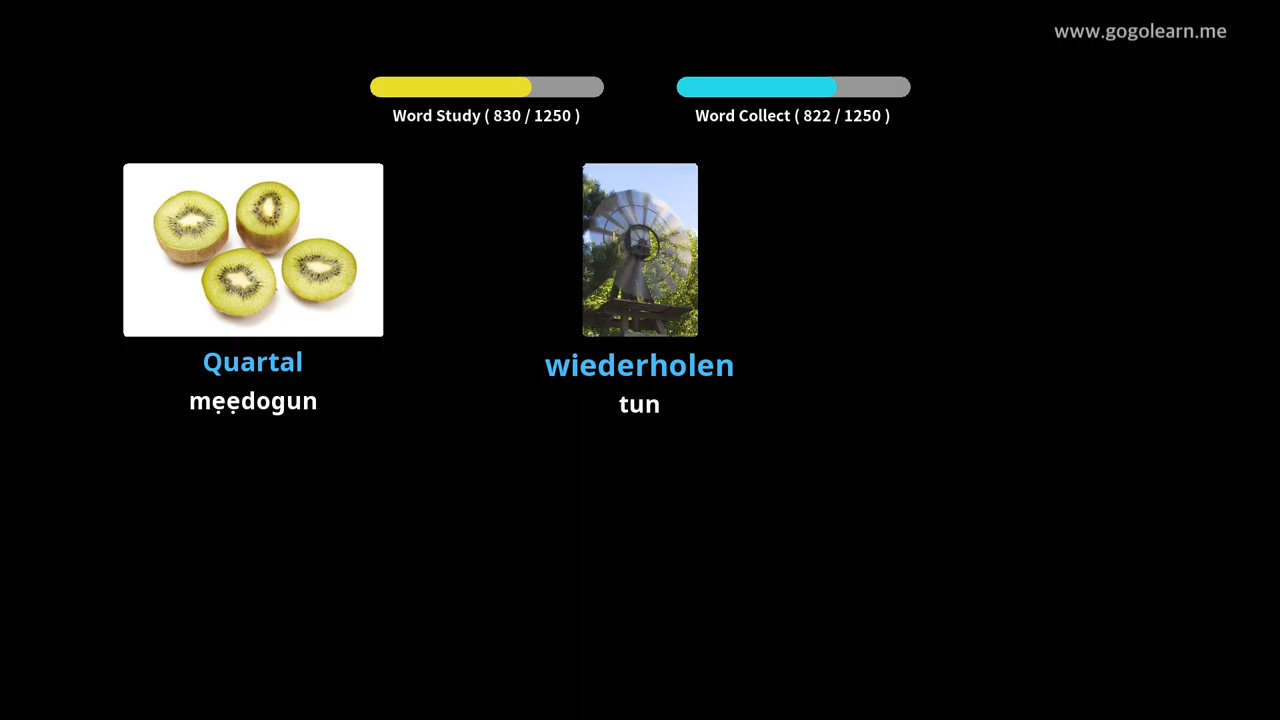 www.gogolearn.me
Word Study ( 830 / 1250 )
Word Collect ( 822 / 1250 )
Quartal
mẹẹdogun
wiederholen
tun